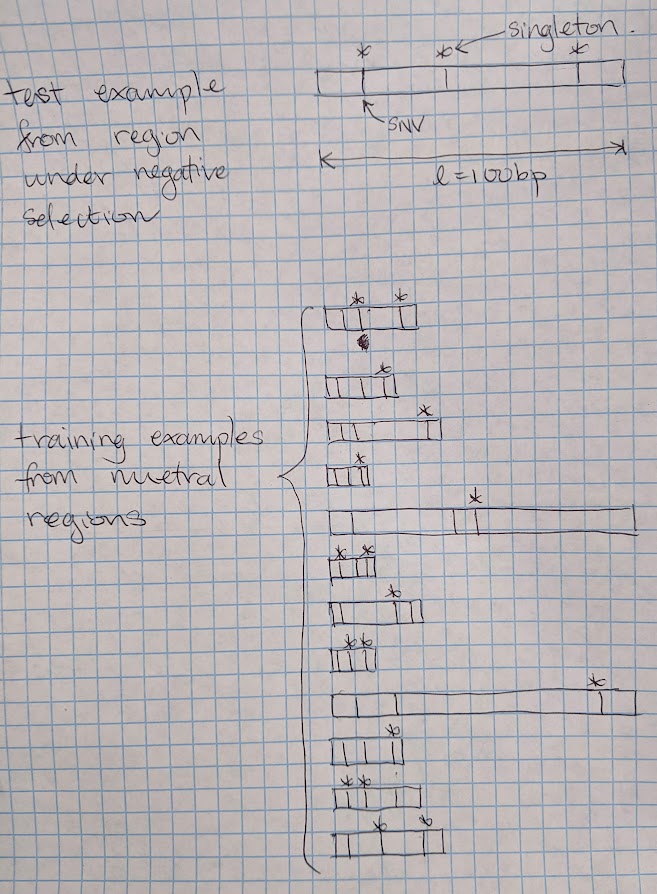 * * singleton. *
test example
from region
SNV
under negative
l=100bp
selection
* *
*
*
training examples
*
from nuetral
*
regions
* *
*
* *
*
*
* *
* *